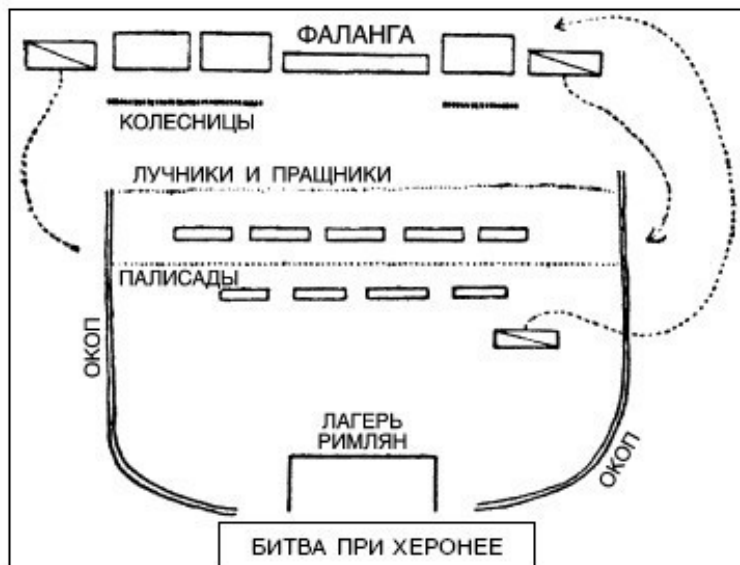 ФАЛАНГА
КОЛЕСНИЦЫ
ЛУЧНИКИ И ПРАЩНИКИ
ПАЛИСАДЫ
ОКОП
ЛАГЕРЬ
РИМЛЯН
ОКОП
БИТВА ПРИ ХЕРОНЕЕ